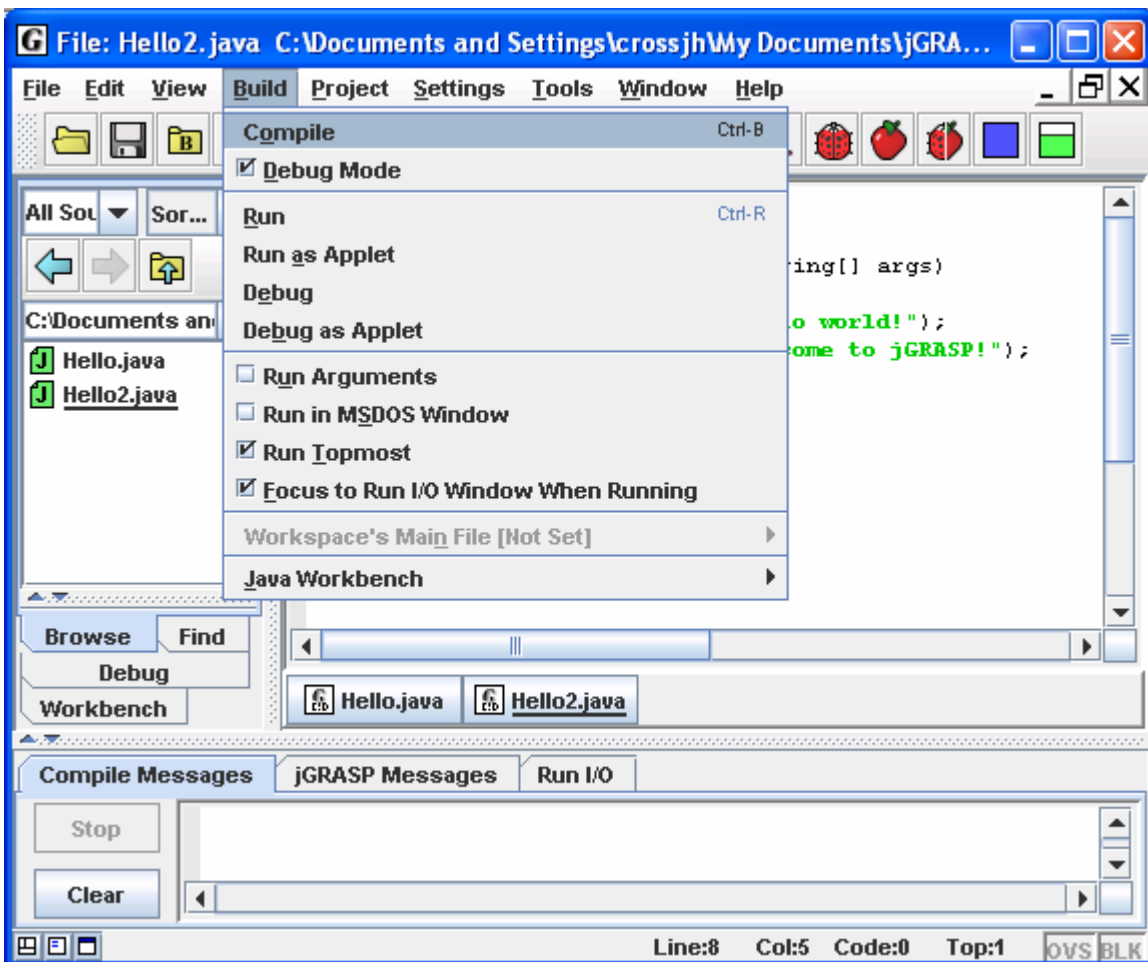 G File: Hello2.java C:\Documents and Settings\crossjh\My Documents\jGRA...
File Edit View Build Project Settings Tools Window Help
B
Compile Ctrl-B
Debug Mode
Run Ctrl-R
Run as Applet
Debug
Debug as Applet
Run Arguments
Run in MSDOS Window
Run Topmost
Focus to Run I/O Window When Running
Workspace's Main File [Not Set]
Java Workbench
All Sou Sor...
C:\Documents an
J Hello.java
J Hello2.java
ing[] args)
o world!");
ome to jGRASP!");
Browse Find
Debug
Workbench
Hello.java Hello2.java
Compile Messages jGRASP Messages Run I/O
Stop
Clear
Line:8 Col:5 Code:0 Top:1 OVS BLK